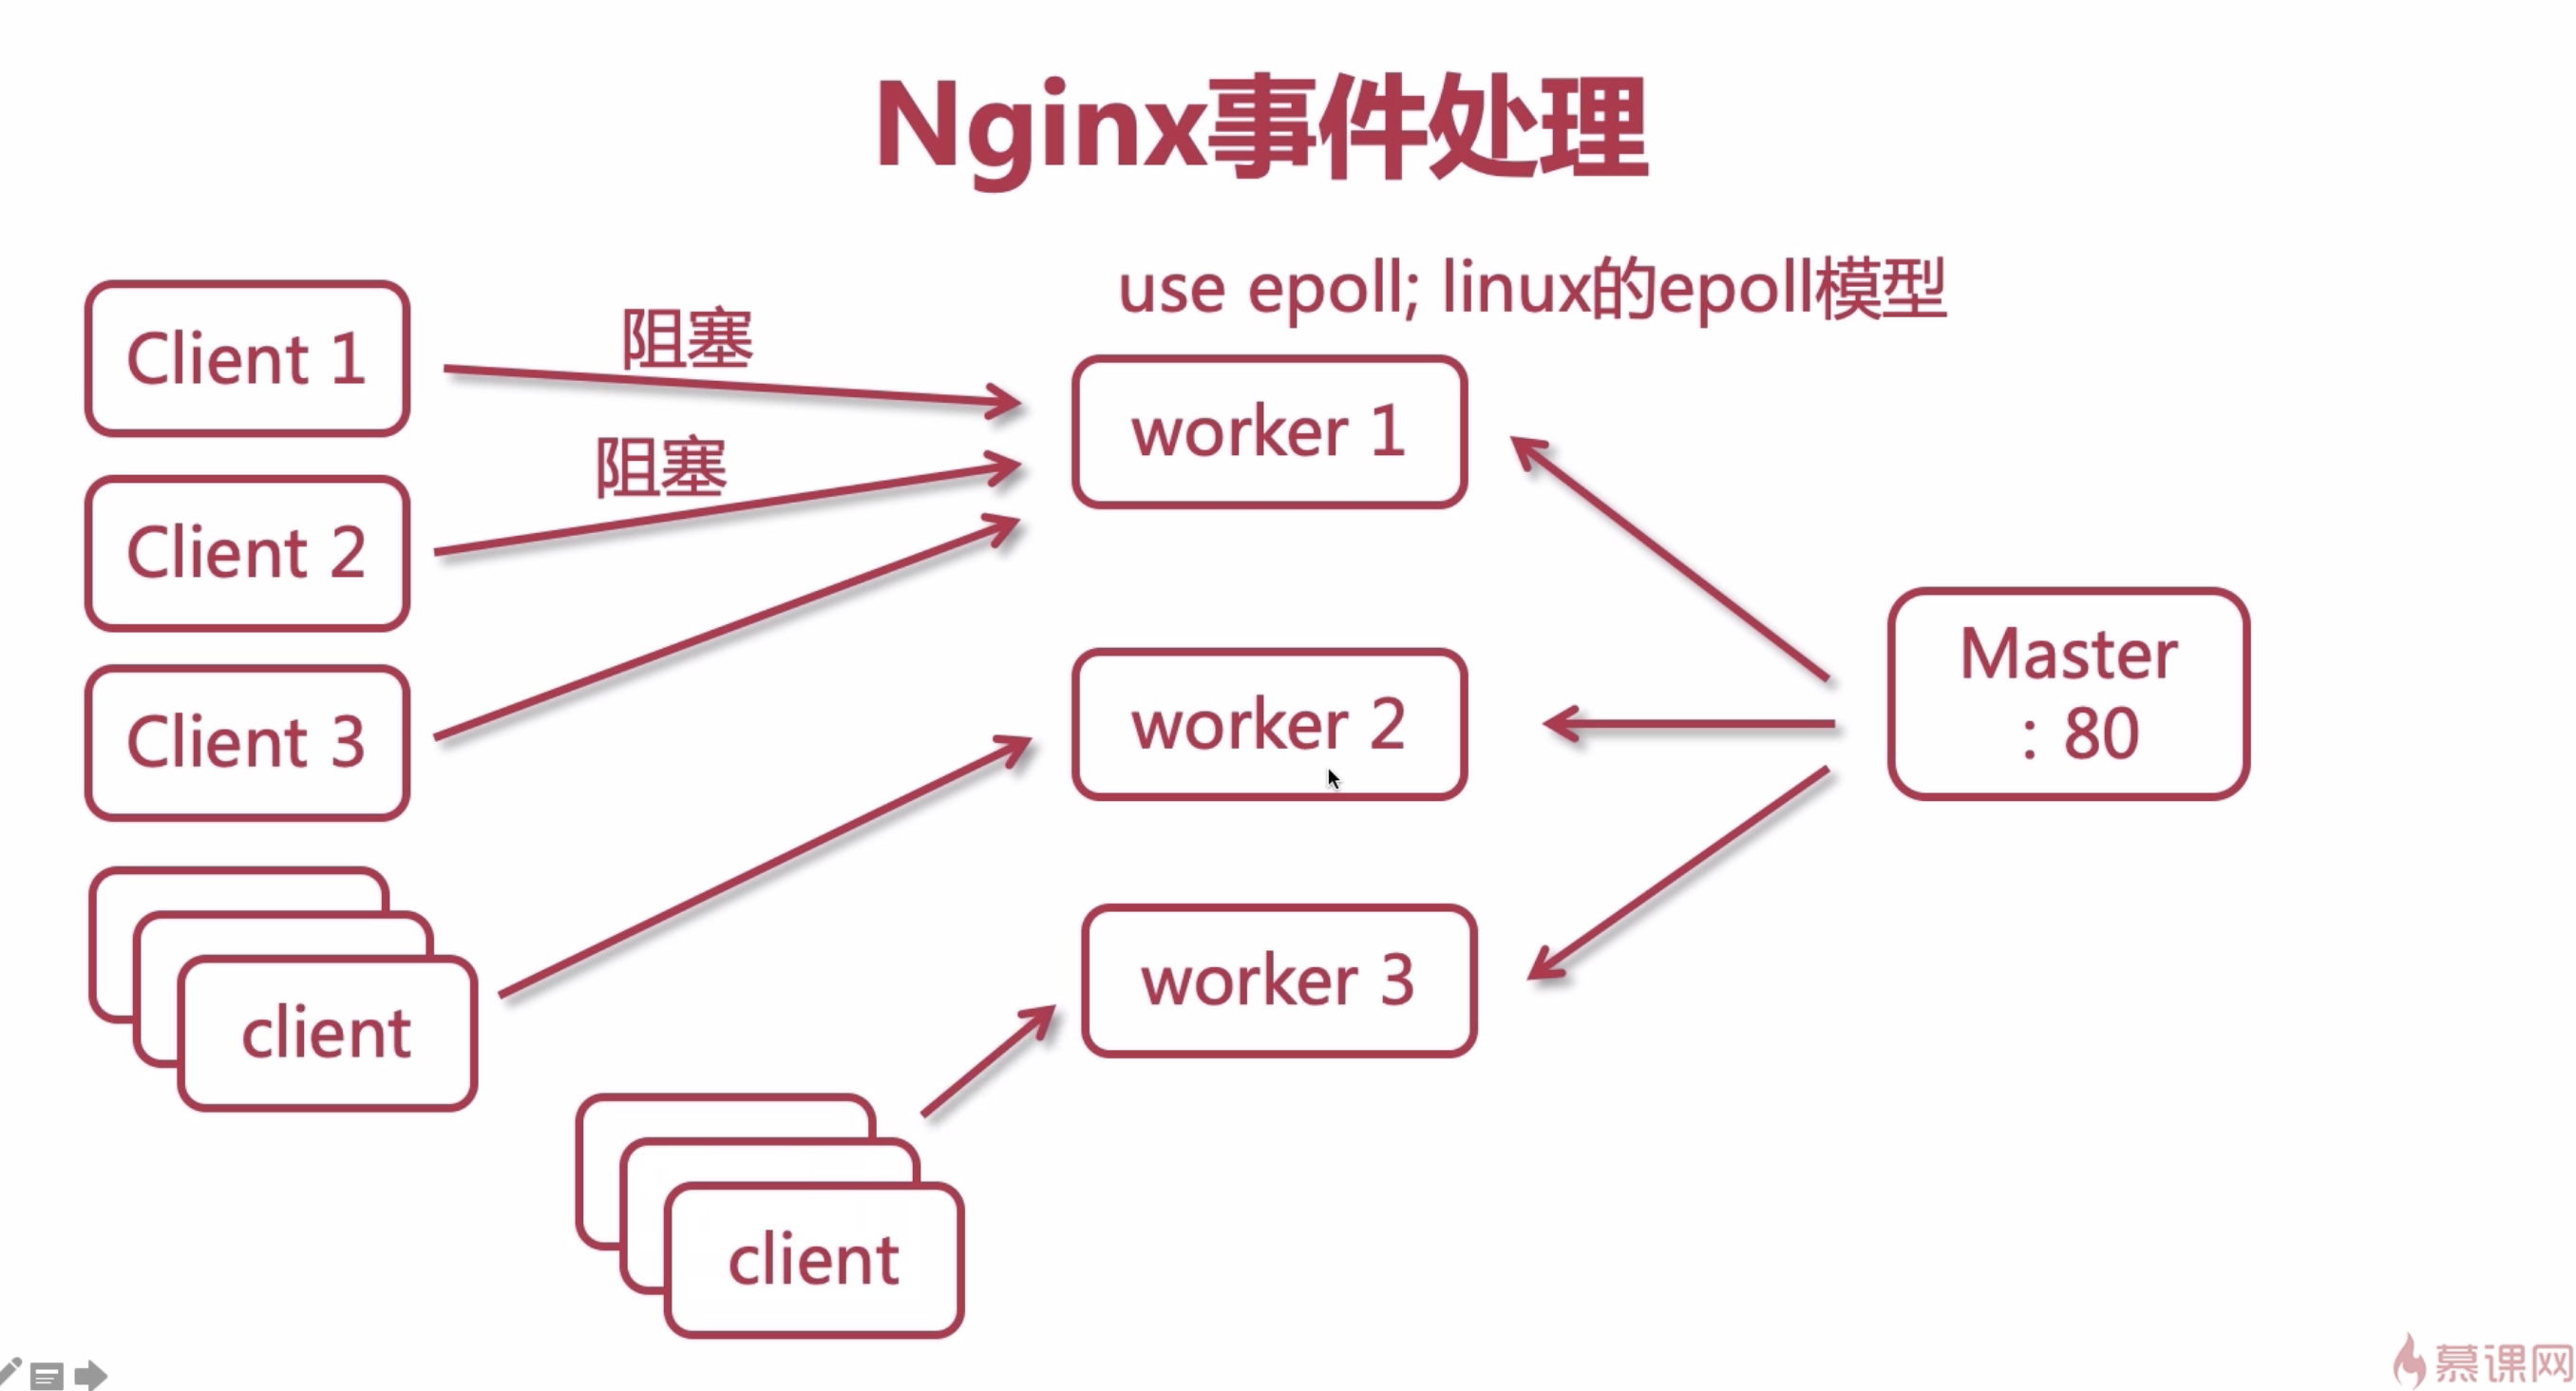 Nginx事件处理
use epoll; linux的epoll模型
Client 1
阻塞
worker 1
阻塞
Client 2
Client 3
worker 2
Master
: 80
client
worker 3
client
慕课网